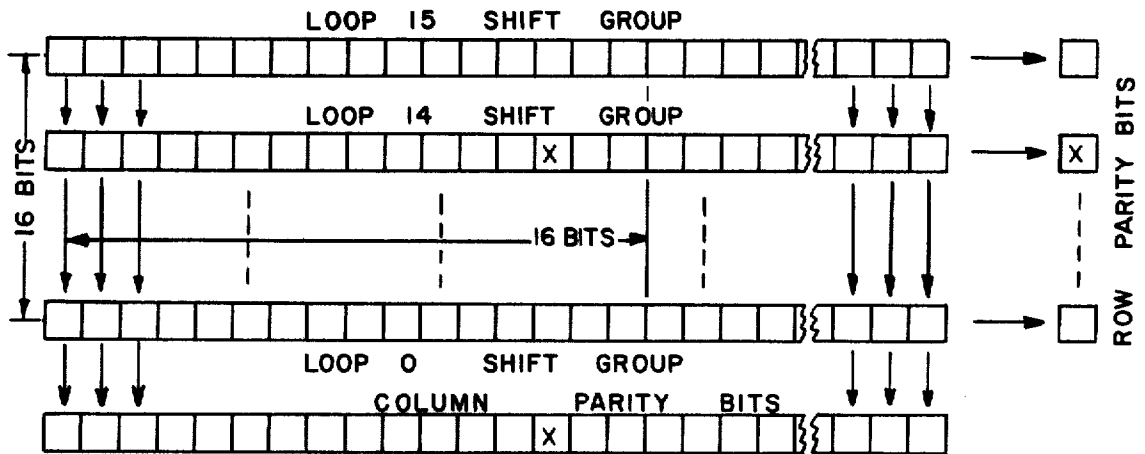 LOOP 15 SHIFT GROUP
LOOP 14 SHIFT GROUP
X
X
16 BITS
16 BITS
ROW PARITY BITS
LOOP 0 SHIFT GROUP
COLUMN PARITY BITS
X